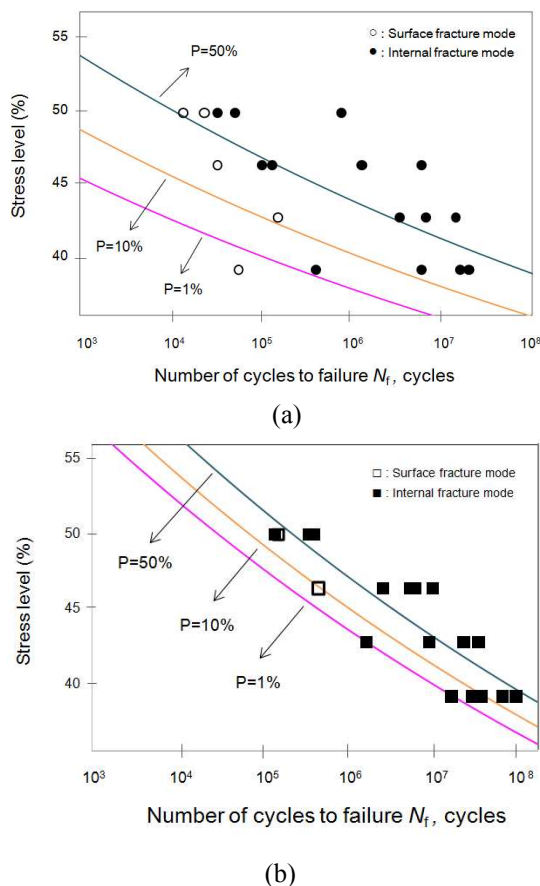 55
50
45
40
Stress level (%)
○ : Surface fracture mode
● : Internal fracture mode
P=50%
P=10%
P=1%
10³ 10⁴ 10⁵ 10⁶ 10⁷ 10⁸
Number of cycles to failure Nf, cycles
(a)
55
50
45
40
Stress level (%)
□ : Surface fracture mode
■ : Internal fracture mode
P=50%
P=10%
P=1%
10³ 10⁴ 10⁵ 10⁶ 10⁷ 10⁸
Number of cycles to failure Nf, cycles
(b)